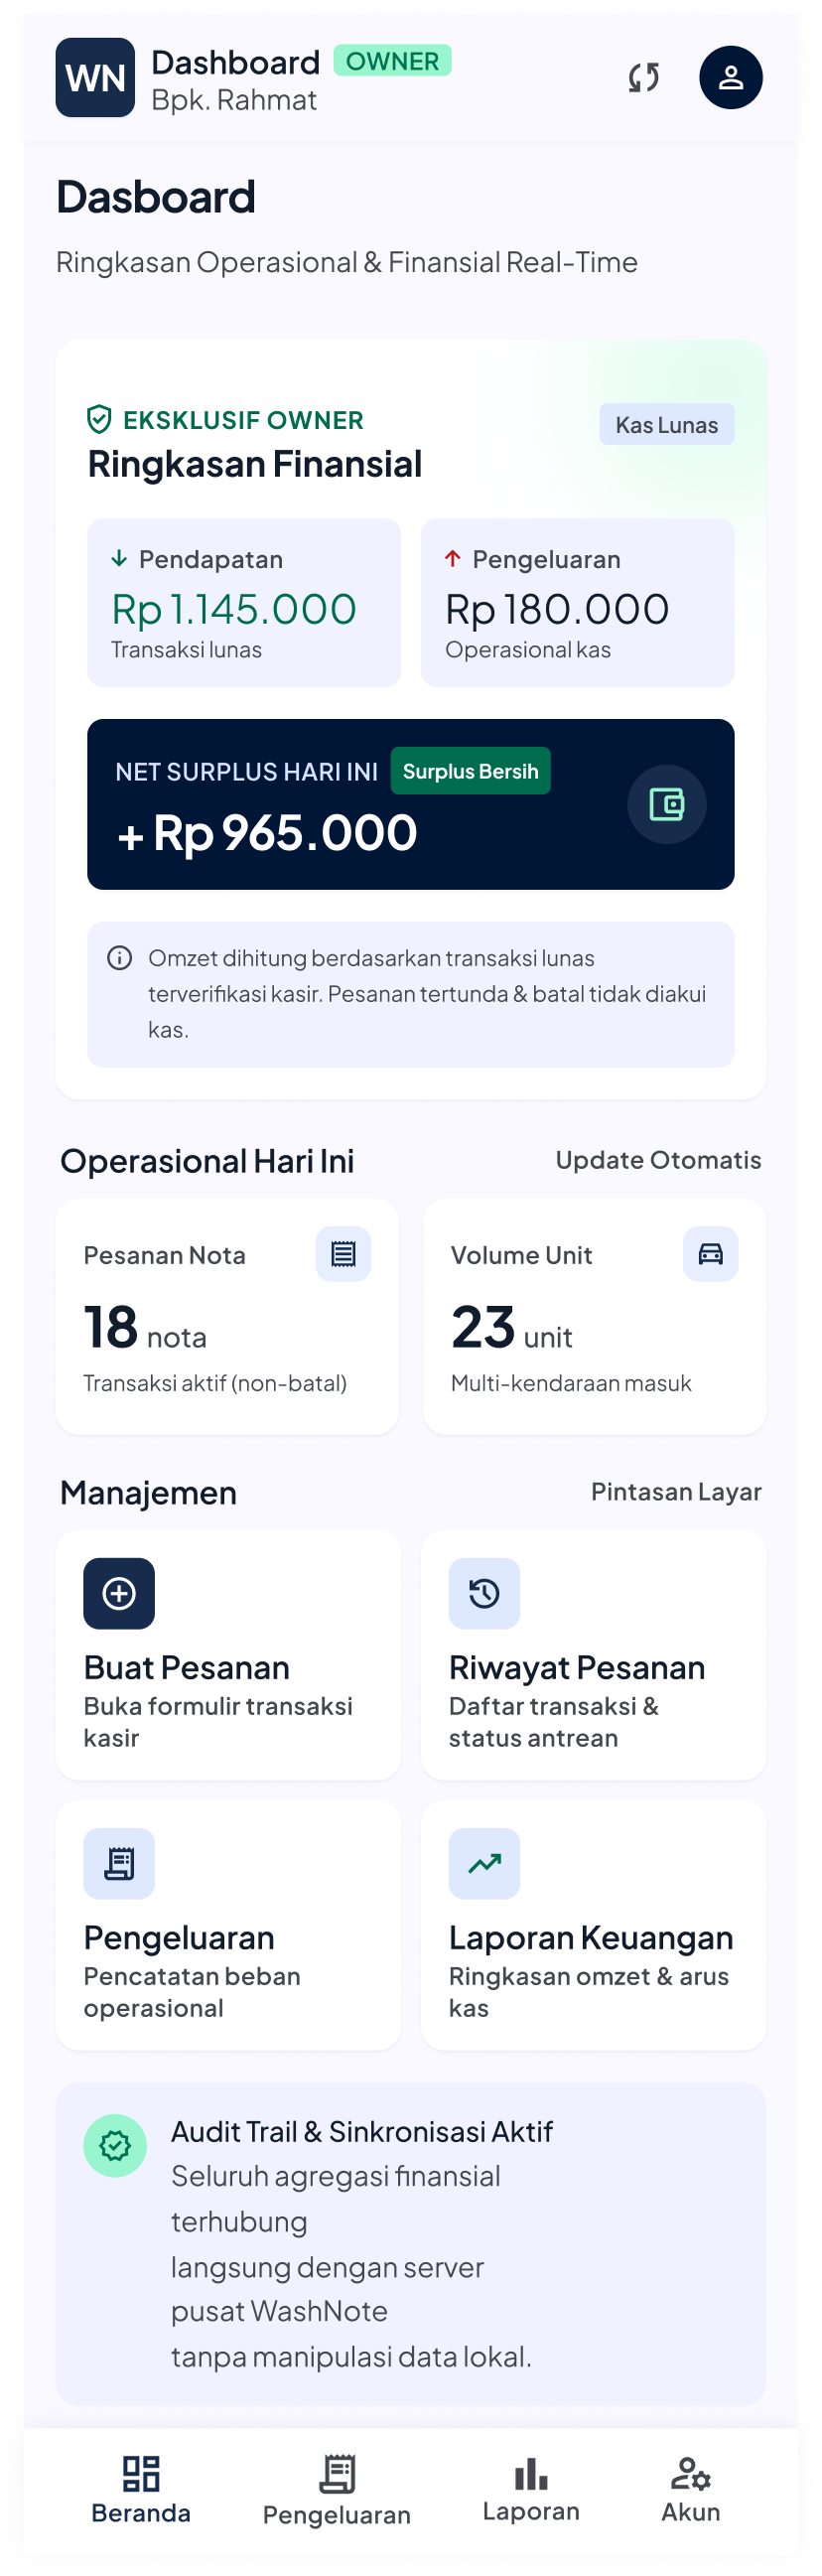 WN
Dashboard OWNER
Bpk. Rahmat
Dasboard
Ringkasan Operasional & Finansial Real-Time
EKSKLUSIF OWNER
Kas Lunas
Ringkasan Finansial
Pendapatan
Rp 1.145.000
Transaksi lunas
Pengeluaran
Rp 180.000
Operasional kas
NET SURPLUS HARI INI Surplus Bersih
+ Rp 965.000
Omzet dihitung berdasarkan transaksi lunas
terverifikasi kasir. Pesanan tertunda & batal tidak diakui
kas.
Operasional Hari Ini
Update Otomatis
Pesanan Nota
18 nota
Transaksi aktif (non-batal)
Volume Unit
23 unit
Multi-kendaraan masuk
Manajemen
Pintasan Layar
Buat Pesanan
Buka formulir transaksi
kasir
Riwayat Pesanan
Daftar transaksi &
status antrean
Pengeluaran
Pencatatan beban
operasional
Laporan Keuangan
Ringkasan omzet & arus
kas
Audit Trail & Sinkronisasi Aktif
Seluruh agregasi finansial
terhubung
langsung dengan server
pusat WashNote
tanpa manipulasi data lokal.
Beranda
Pengeluaran
Laporan
Akun